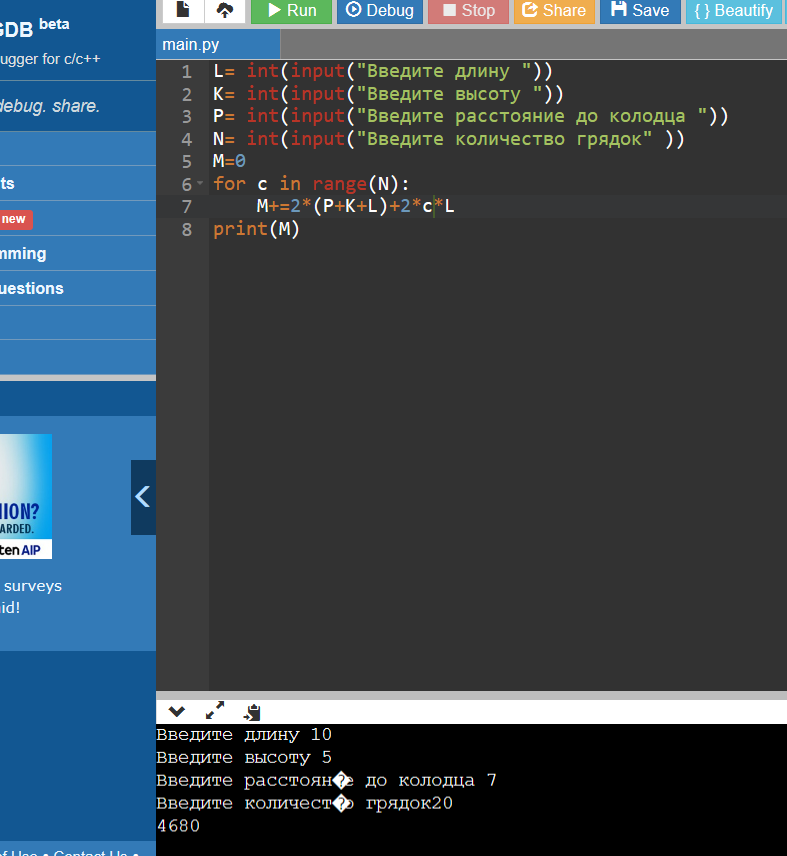 GDB beta
ugger for c/c++
debug. share.
ts
new
mming
uestions
NION?
ARDED.
ten AIP
surveys
id!
Run Debug Stop Share Save { } Beautify
main.py
1 L= int(input("Введите длину "))
2 K= int(input("Введите высоту "))
3 P= int(input("Введите расстояние до колодца "))
4 N= int(input("Введите количество грядок" ))
5 M=0
6 for c in range(N):
7 M+=2*(P+K+L)+2*c*L
8 print(M)
Введите длину 10
Введите высоту 5
Введите расстоян�е до колодца 7
Введите количест�о грядок20
4680
of Use • Contact Us •